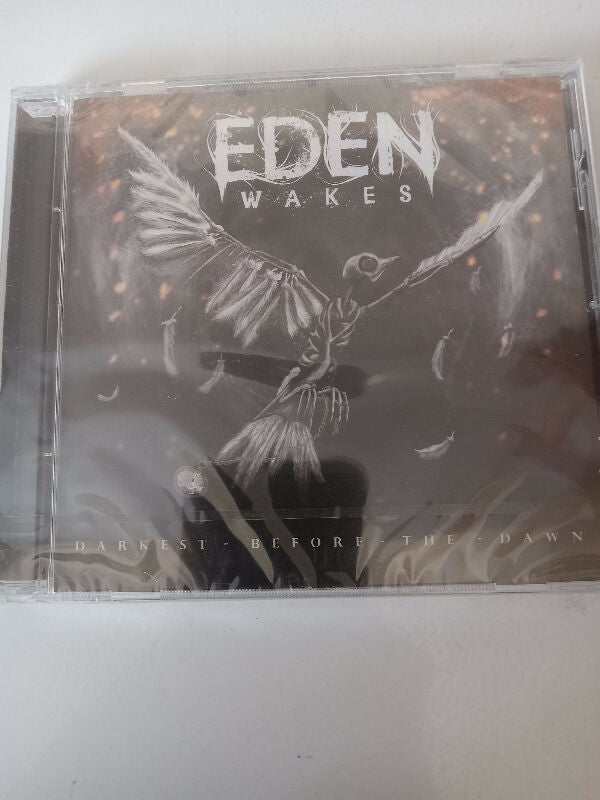 EDEN
WAKES
DARKEST - BEFORE - THE - DAWN